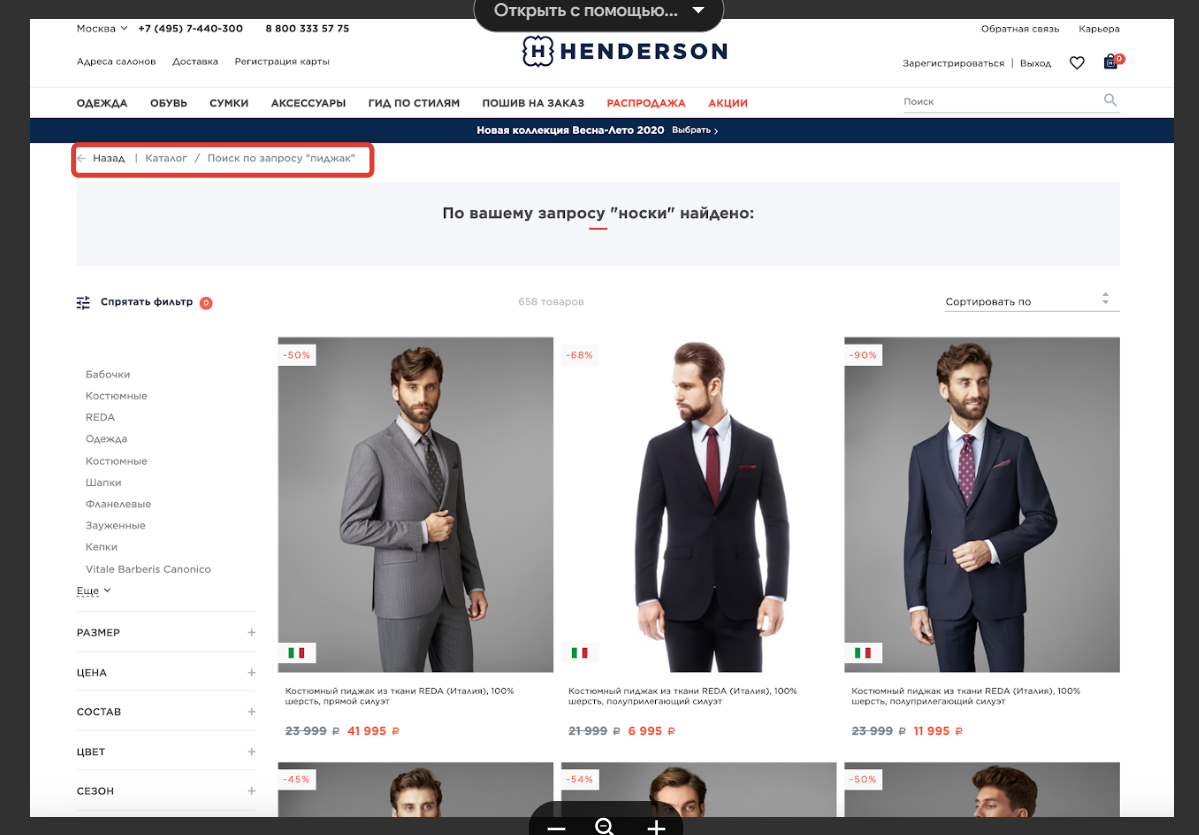 Открыть с помощью...
Москва +7 (495) 7-440-300 8 800 333 57 75
Обратная связь Карьера
HENDERSON
Адреса салонов Доставка Регистрация карты
Зарегистрироваться | Выход 0
ОДЕЖДА ОБУВЬ СУМКИ АКСЕССУАРЫ ГИД ПО СТИЛЯМ ПОШИВ НА ЗАКАЗ РАСПРОДАЖА АКЦИИ Поиск
Новая коллекция Весна-Лето 2020 Выбрать >
← Назад | Каталог / Поиск по запросу "пиджак"
По вашему запросу "носки" найдено:
Спрятать фильтр 0 658 товаров Сортировать по
-50% -68% -90%
Бабочки
Костюмные
REDA
Одежда
Костюмные
Шапки
Фланелевые
Зауженные
Кепки
Vitale Barberis Canonico
Еще
РАЗМЕР +
ЦЕНА +
СОСТАВ +
ЦВЕТ +
СЕЗОН +
Костюмный пиджак из ткани REDA (Италия), 100%
шерсть, прямой силуэт
23 999 ₽ 41 995 ₽
Костюмный пиджак из ткани REDA (Италия), 100%
шерсть, полуприлегающий силуэт
21 999 ₽ 6 995 ₽
Костюмный пиджак из ткани REDA (Италия), 100%
шерсть, полуприлегающий силуэт
23 999 ₽ 11 995 ₽
-45% -54% -50%